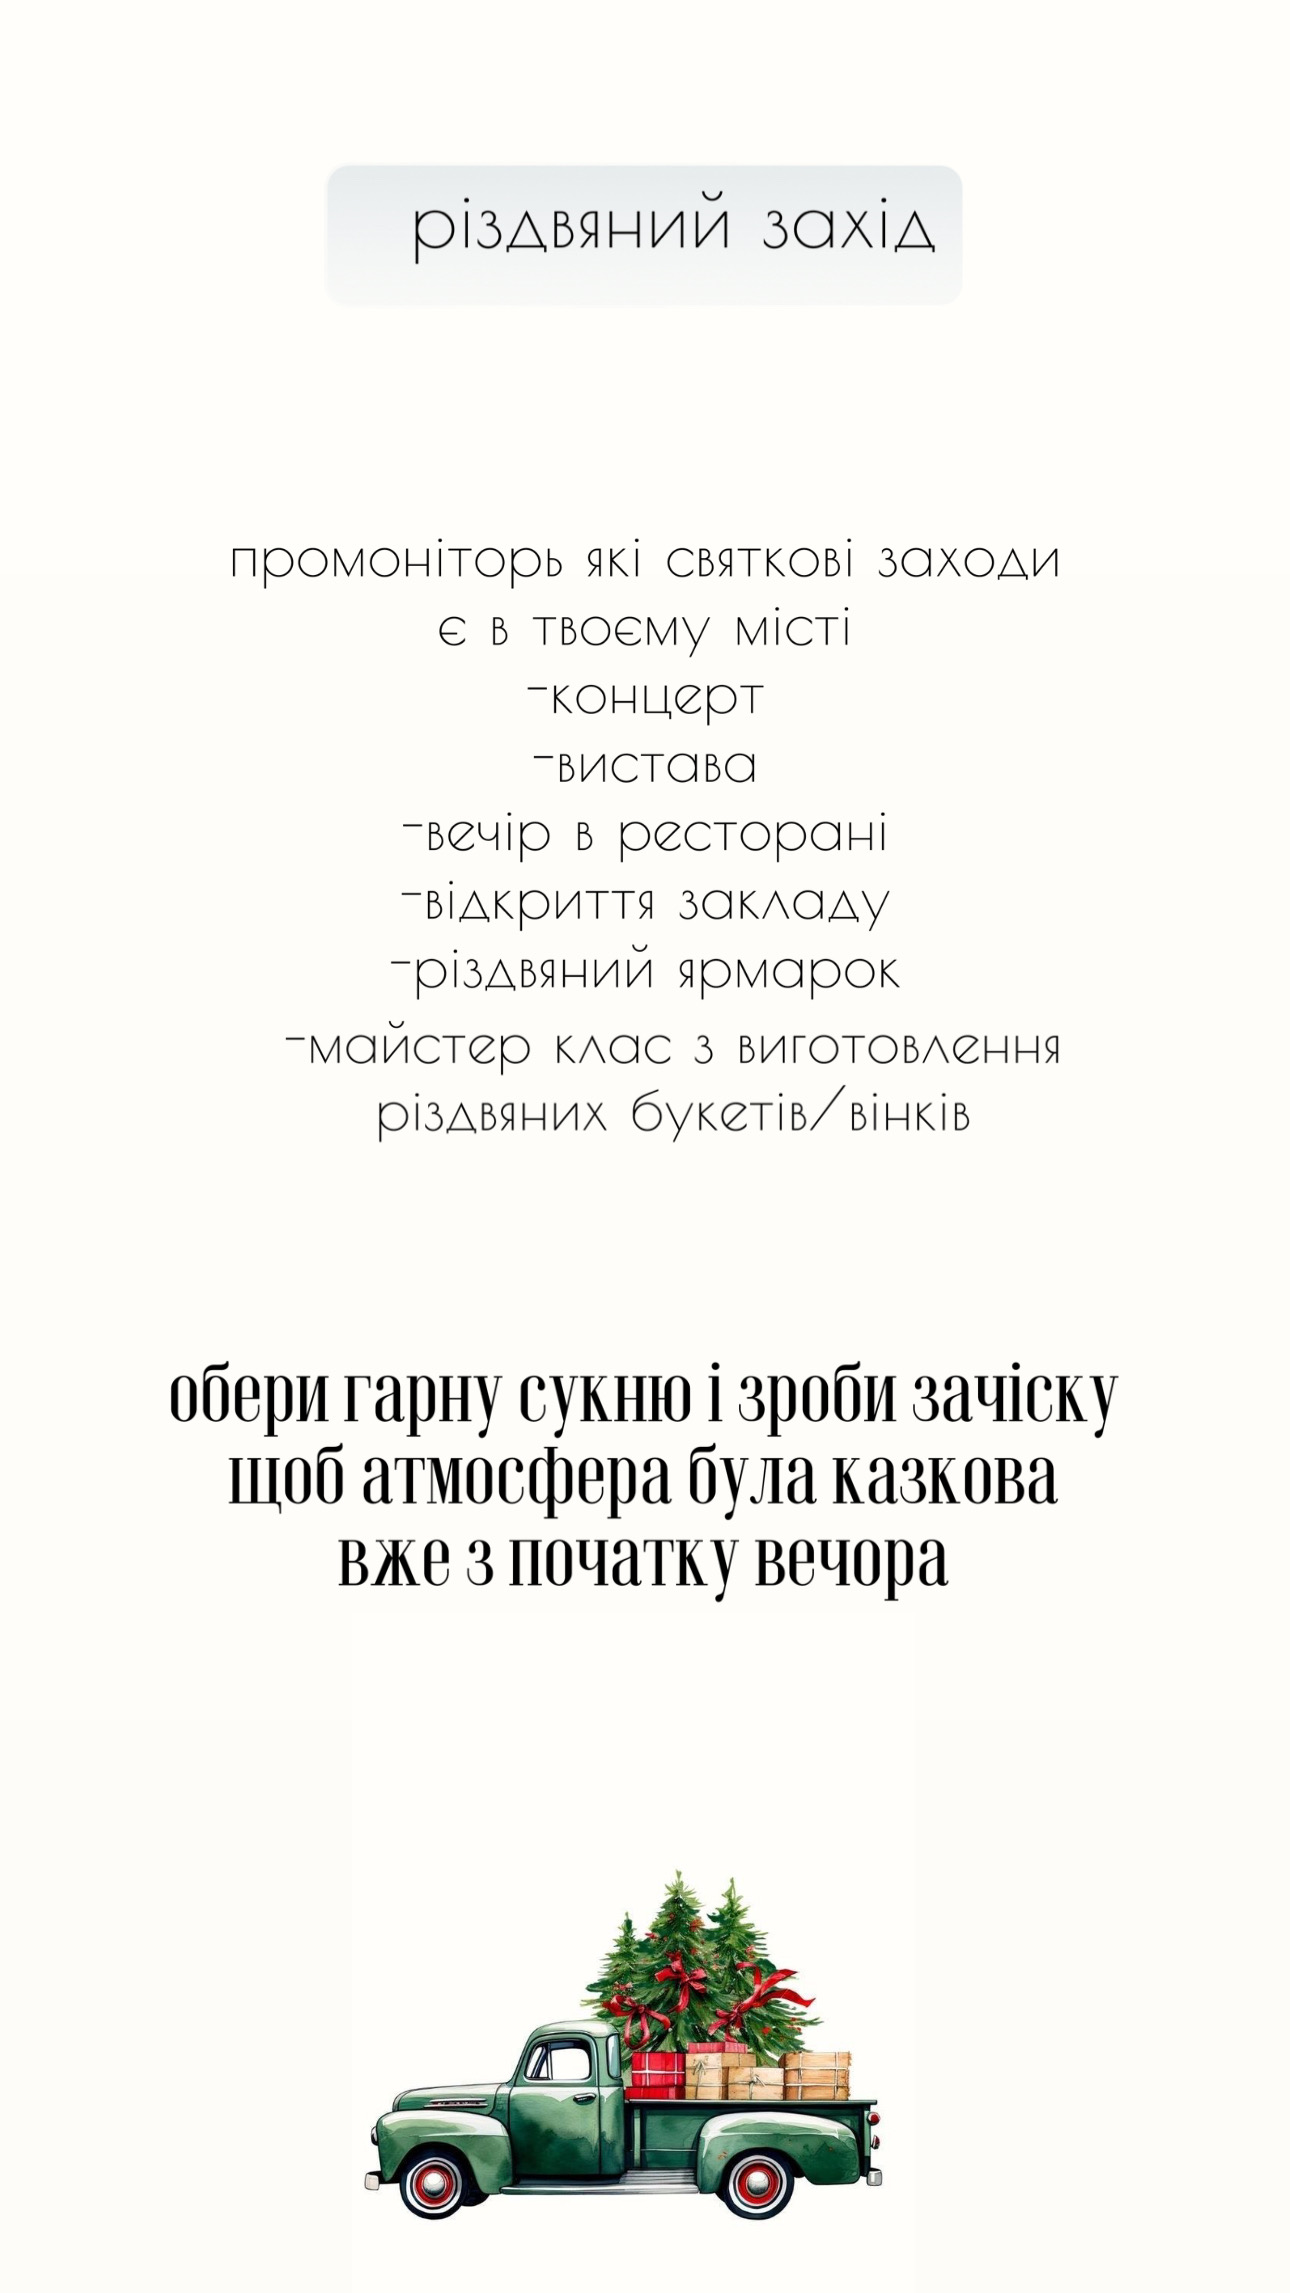 різдвяний захід
промоніторь які святкові заходи
є в твоєму місті
-концерт
-вистава
-вечір в ресторані
-відкриття закладу
-різдвяний ярмарок
-майстер клас з виготовлення
різдвяних букетів/вінків
обери гарну сукню і зроби зачіску
щоб атмосфера була казкова
вже з початку вечора